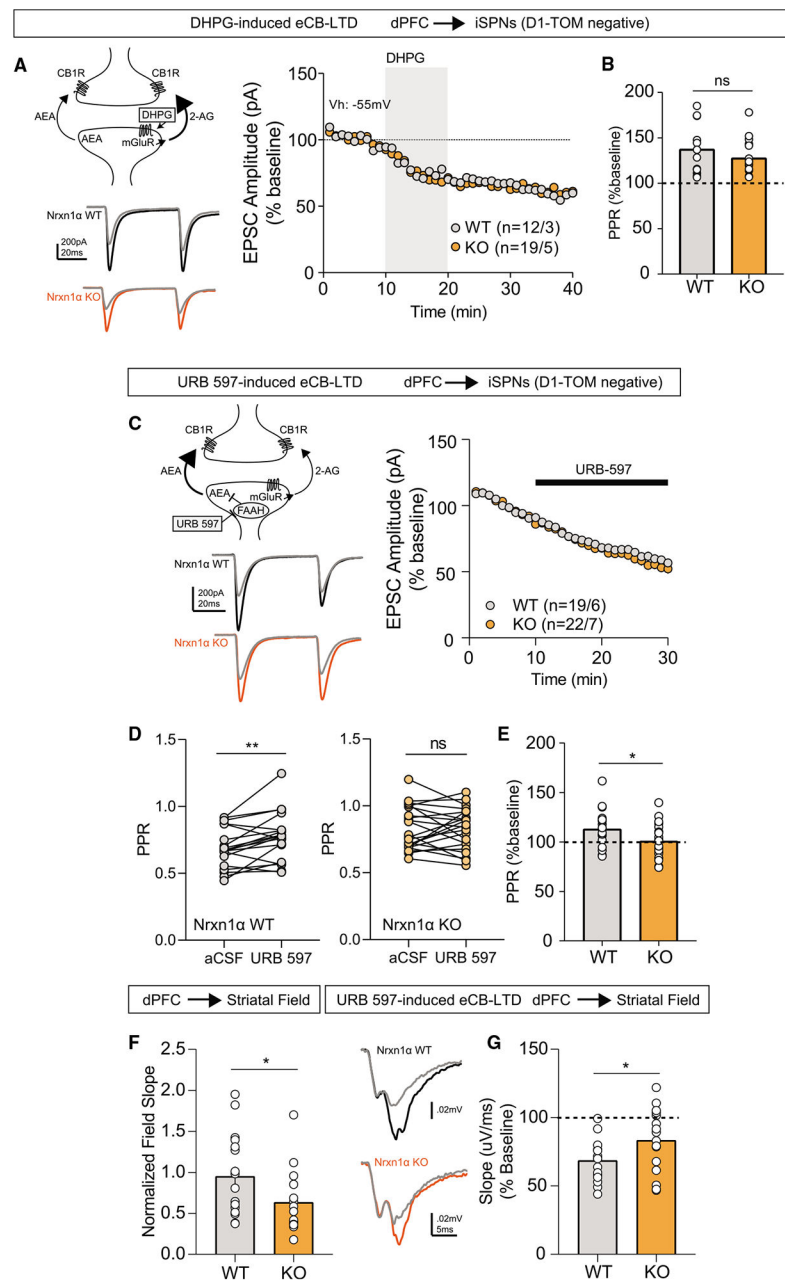 DHPG-induced eCB-LTD dPFC iSPNs (D1-TOM negative)
A
CB1R CB1R
AEA
DHPG
2-AG
AEA
mGluR
Nrxn1α WT
200pA
20ms
Nrxn1α KO
DHPG
150
100
50
0
Vh: -55mV
EPSC Amplitude (pA)
(% baseline)
WT (n=12/3)
KO (n=19/5)
0 10 20 30 40
Time (min)
B
ns
200
150
100
50
0
PPR (%baseline)
WT KO
URB 597-induced eCB-LTD dPFC iSPNs (D1-TOM negative)
C
CB1R CB1R
AEA
2-AG
AEA
mGluR
FAAH
URB 597
Nrxn1α WT
200pA
20ms
Nrxn1α KO
150
100
50
0
URB-597
EPSC Amplitude (pA)
(% baseline)
WT (n=19/6)
KO (n=22/7)
0 10 20 30
Time (min)
D
1.5
1.0
0.5
0.0
PPR
**
Nrxn1α WT
aCSF URB 597
1.5
1.0
0.5
0.0
PPR
ns
Nrxn1α KO
aCSF URB 597
E
200
150
100
50
0
PPR (%baseline)
*
WT KO
dPFC Striatal Field
URB 597-induced eCB-LTD dPFC Striatal Field
F
2.5
2.0
1.5
1.0
0.5
0.0
Normalized Field Slope
*
WT KO
Nrxn1α WT
.02mV
Nrxn1α KO
.02mV
5ms
G
150
100
50
0
Slope (uV/ms)
(% Baseline)
*
WT KO